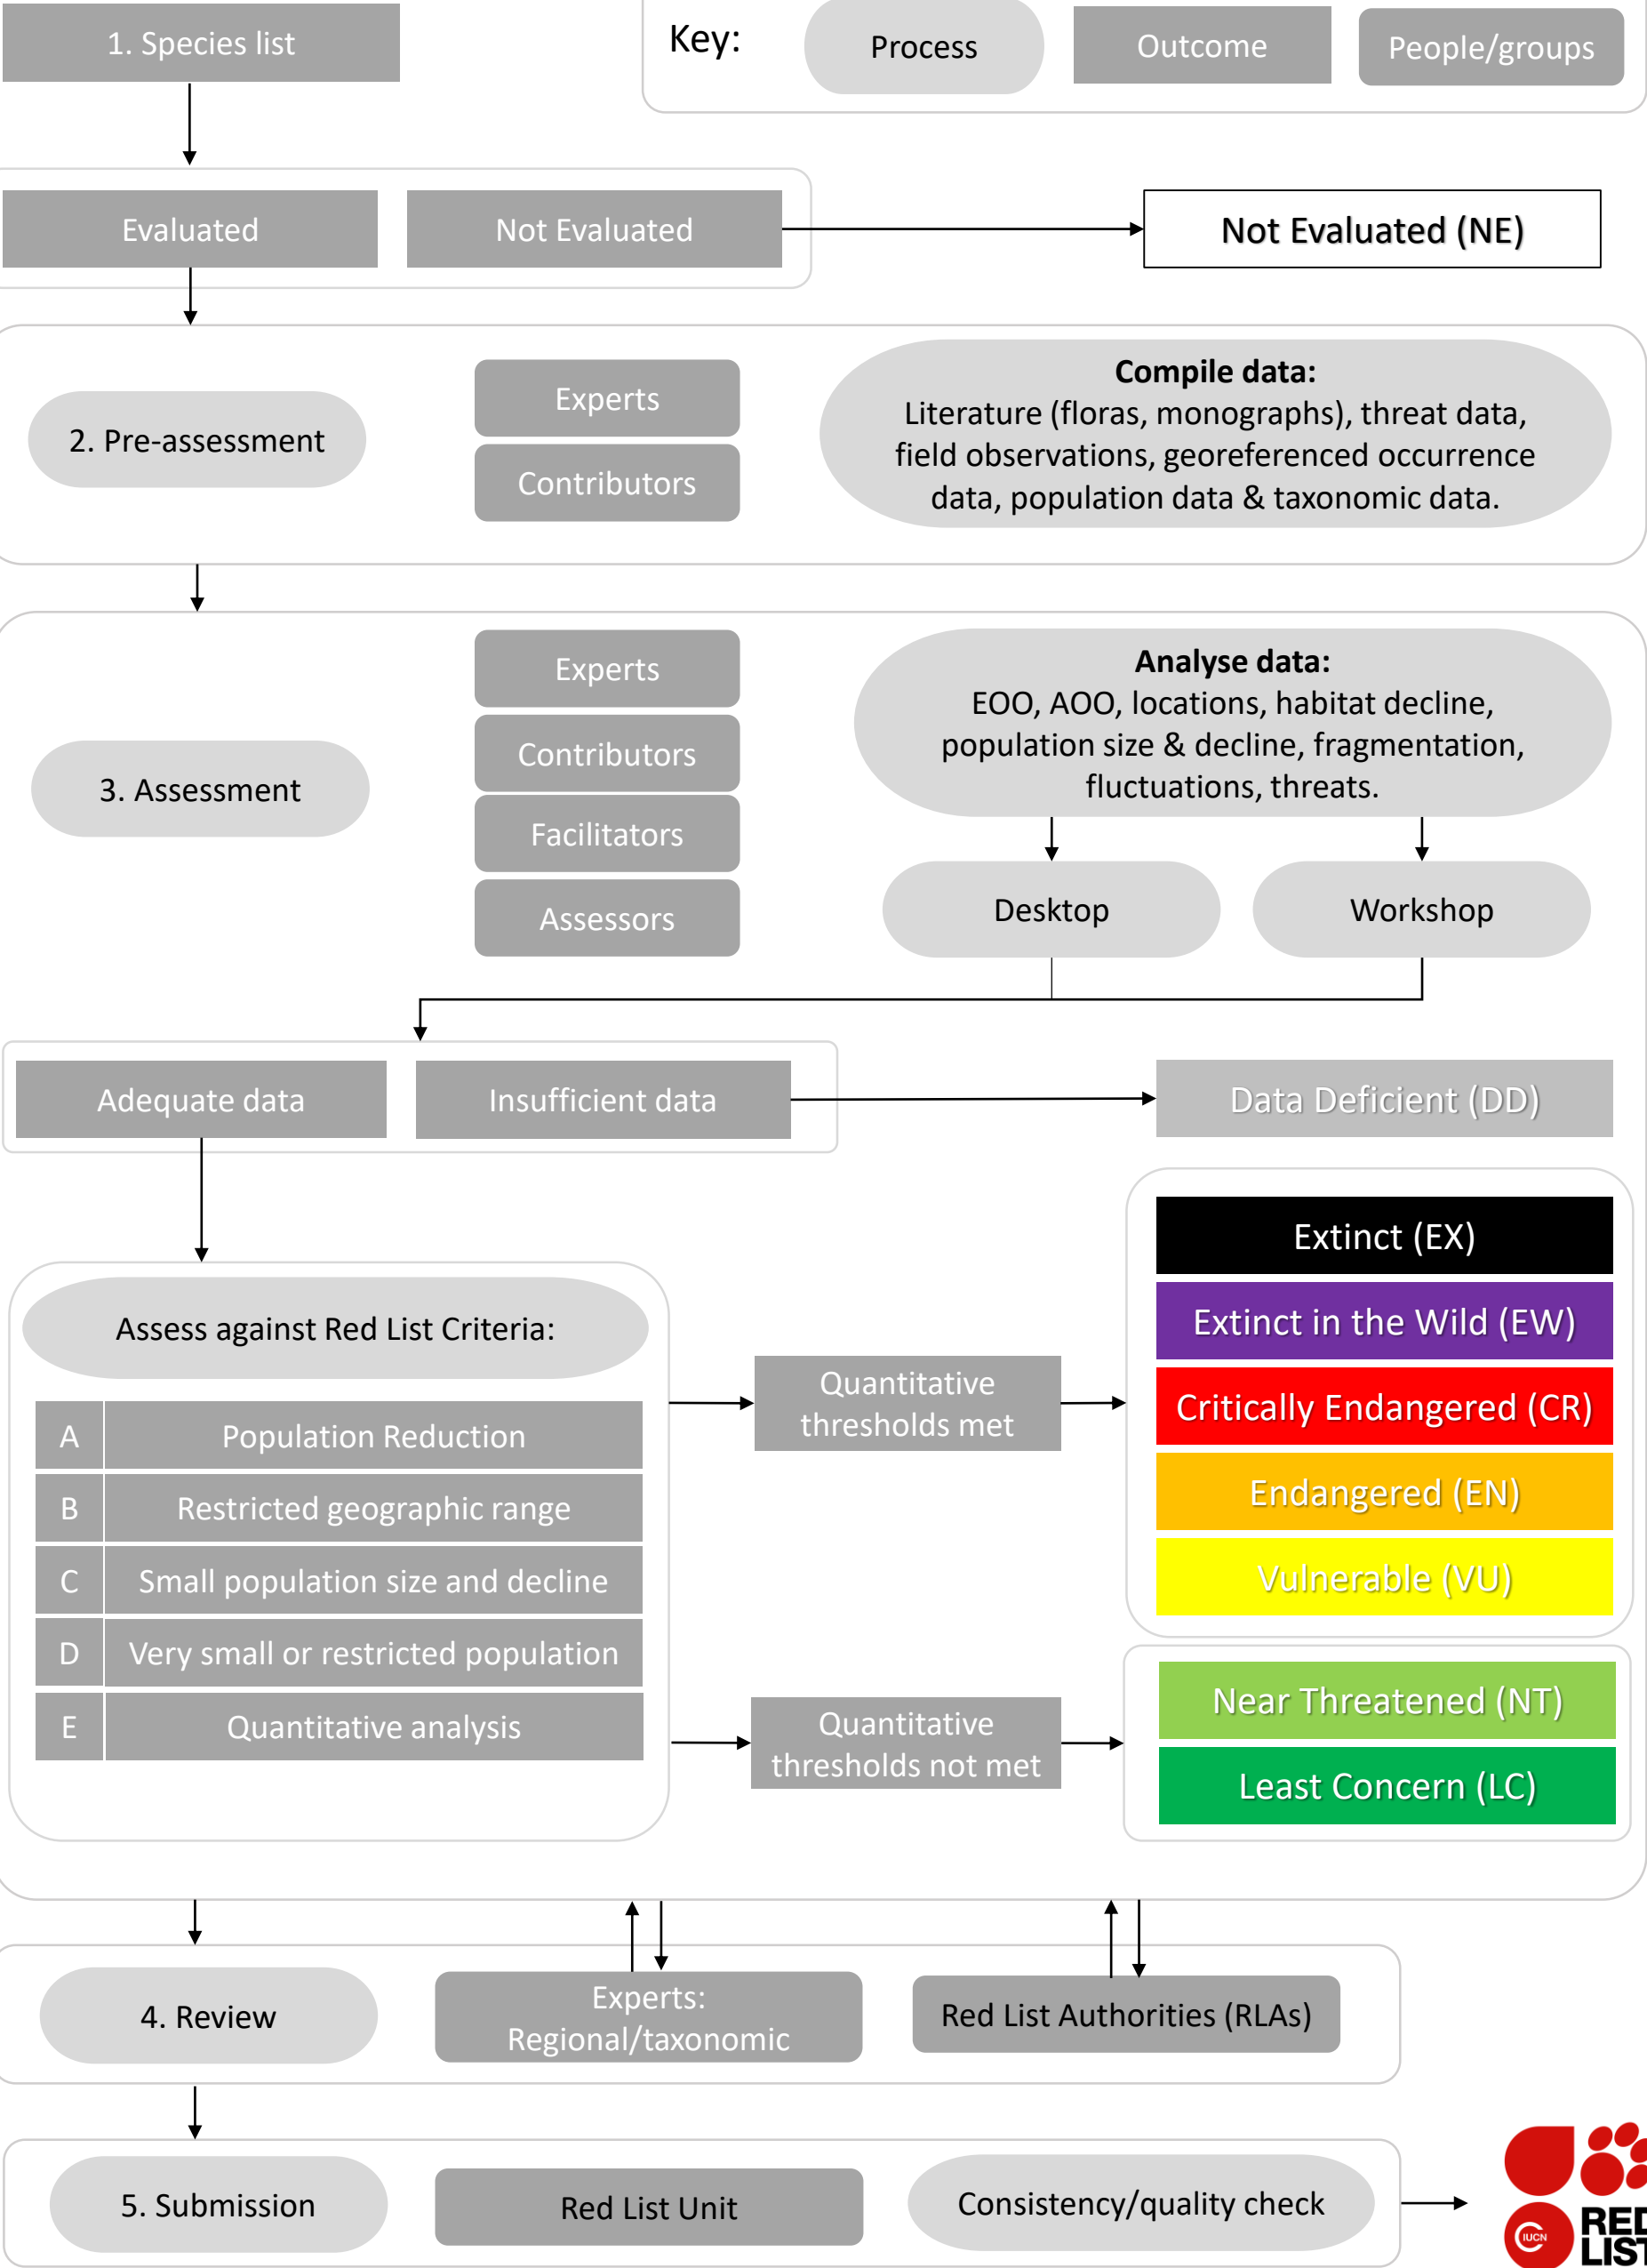 1. Species list
Key:
Process
Outcome
People/groups
Evaluated
Not Evaluated
Not Evaluated (NE)
2. Pre-assessment
Experts
Contributors
Compile data:
Literature (floras, monographs), threat data,
field observations, georeferenced occurrence
data, population data & taxonomic data.
3. Assessment
Experts
Contributors
Facilitators
Assessors
Analyse data:
EOO, AOO, locations, habitat decline,
population size & decline, fragmentation,
fluctuations, threats.
Desktop
Workshop
Adequate data
Insufficient data
Data Deficient (DD)
Assess against Red List Criteria:
A Population Reduction
B Restricted geographic range
C Small population size and decline
D Very small or restricted population
E Quantitative analysis
Quantitative
thresholds met
Quantitative
thresholds not met
Extinct (EX)
Extinct in the Wild (EW)
Critically Endangered (CR)
Endangered (EN)
Vulnerable (VU)
Near Threatened (NT)
Least Concern (LC)
4. Review
Experts:
Regional/taxonomic
Red List Authorities (RLAs)
5. Submission
Red List Unit
Consistency/quality check
IUCN
RED
LIST